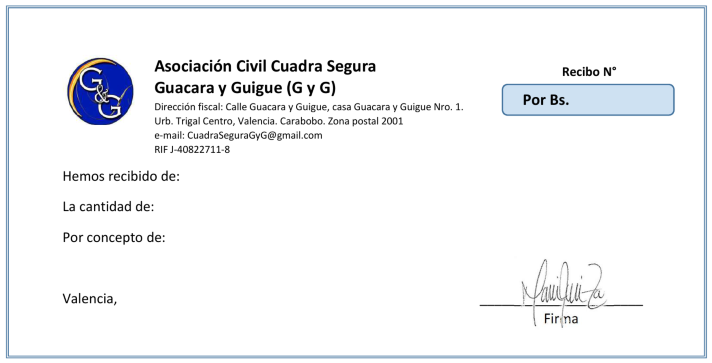 G&G
Asociación Civil Cuadra Segura
Guacara y Guigue (G y G)
Dirección fiscal: Calle Guacara y Guigue, casa Guacara y Guigue Nro. 1.
Urb. Trigal Centro, Valencia. Carabobo. Zona postal 2001
e-mail: CuadraSeguraGyG@gmail.com
RIF J-40822711-8
Recibo N°
Por Bs.
Hemos recibido de:
La cantidad de:
Por concepto de:
Valencia,
Firma